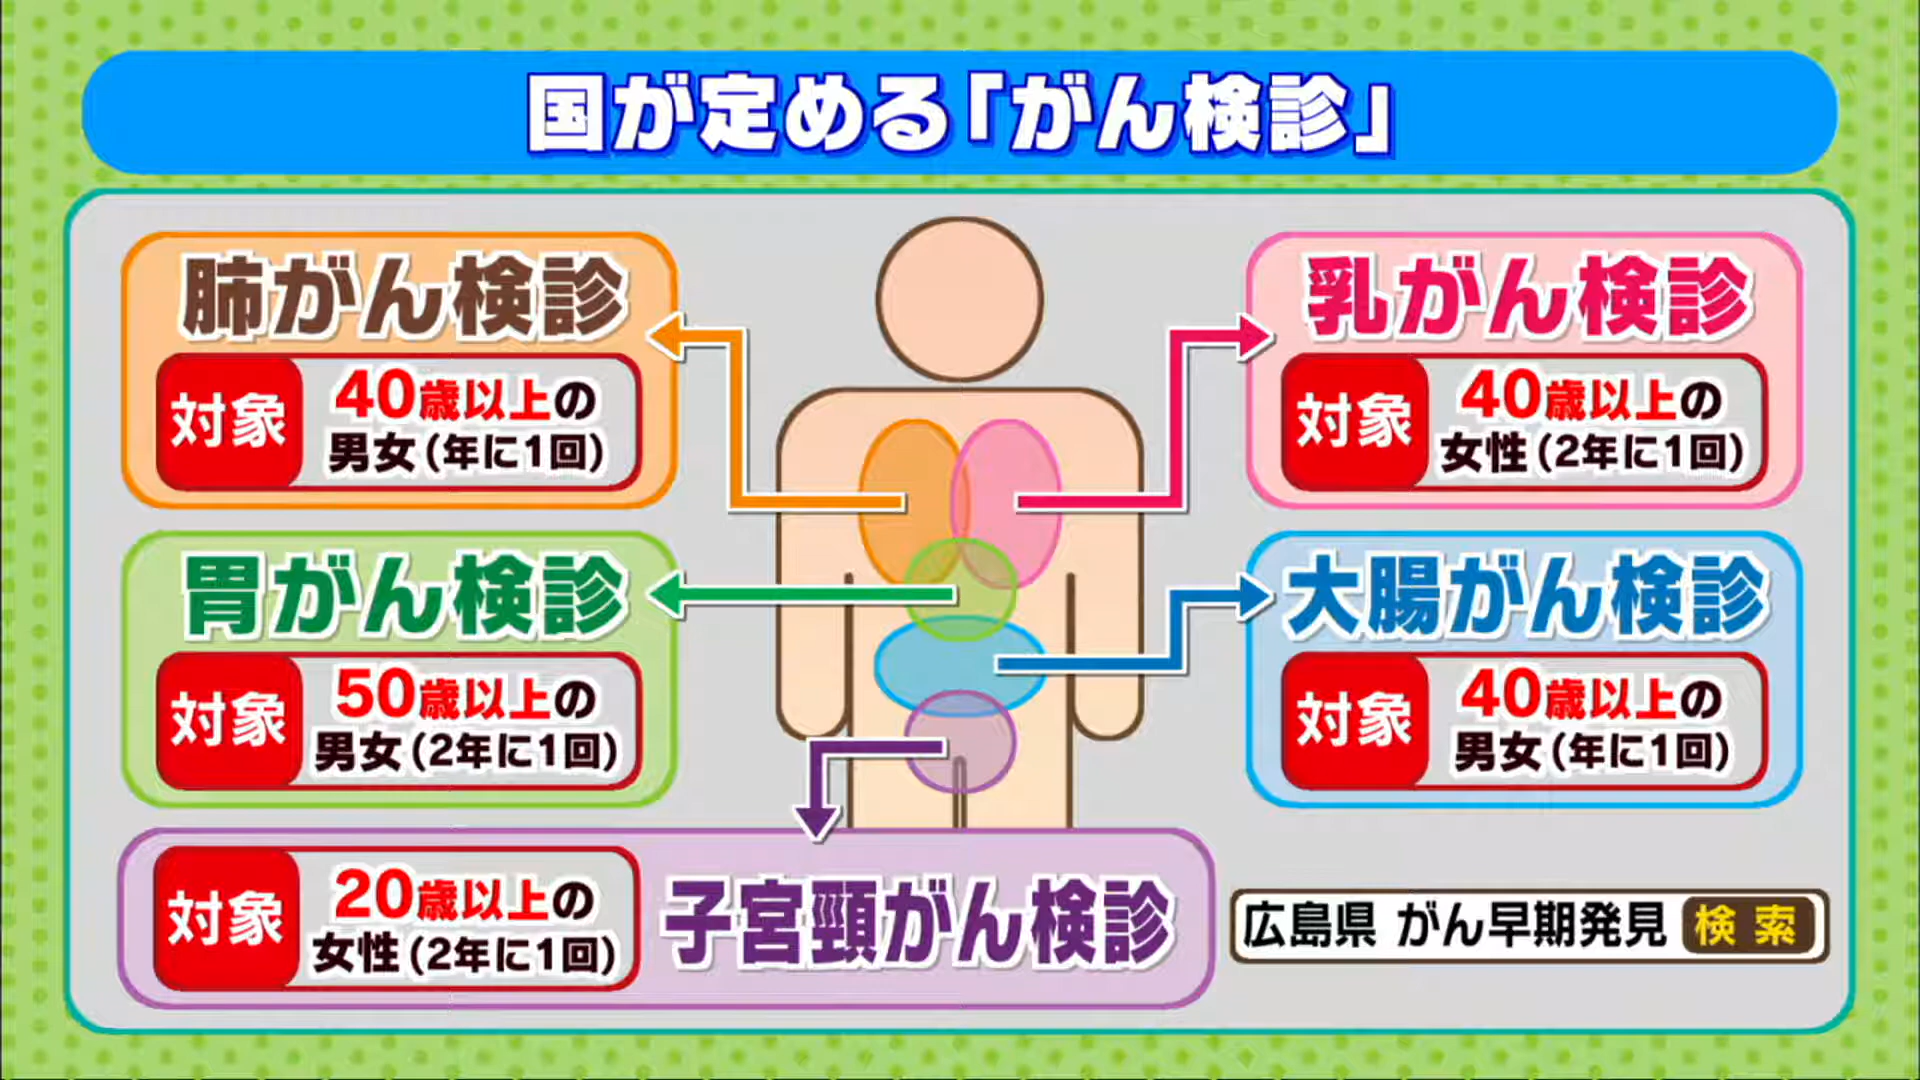 国が定める「がん検診」
肺がん検診
対象
40歳以上の
男女(年に1回)
乳がん検診
対象
40歳以上の
女性(2年に1回)
胃がん検診
対象
50歳以上の
男女(2年に1回)
大腸がん検診
対象
40歳以上の
男女(年に1回)
対象
20歳以上の
女性(2年に1回)
子宮頸がん検診
広島県 がん早期発見 検索